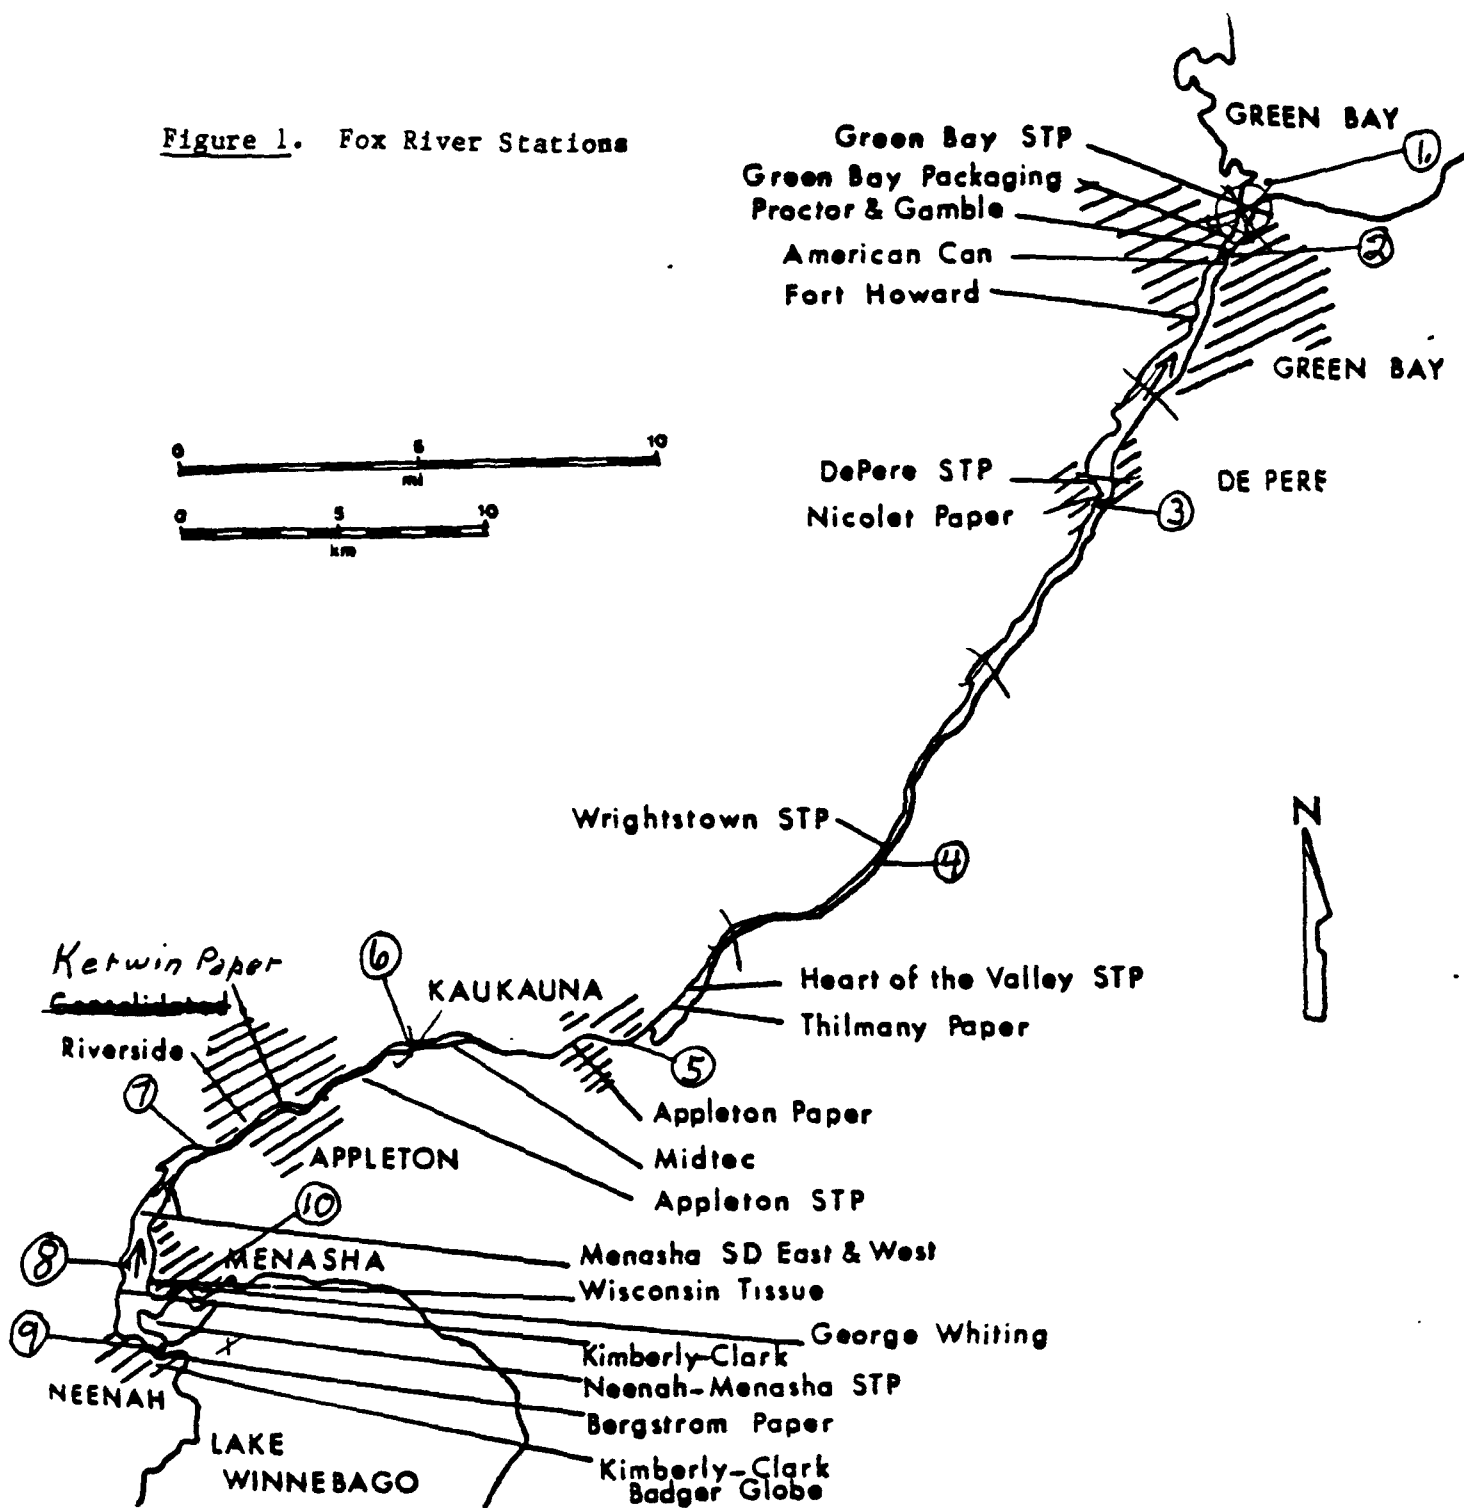 Figure 1. Fox River Stations
GREEN BAY
Green Bay STP
1.
Green Bay Packaging
Proctor & Gamble
2
American Can
Fort Howard
GREEN BAY
0 5 10
mi
0 5 10
km
DePere STP
DE PERE
Nicolet Paper
3
Wrightstown STP
4
N
Kerwin Paper
Consolidated
Riverside
6
KAUKAUNA
Heart of the Valley STP
Thilmany Paper
5
7
Appleton Paper
APPLETON
Midtec
Appleton STP
10
8
MENASHA
Menasha SD East & West
Wisconsin Tissue
9
George Whiting
Kimberly-Clark
Neenah-Menasha STP
NEENAH
Bergstrom Paper
LAKE
WINNEBAGO
Kimberly-Clark
Badger Globe